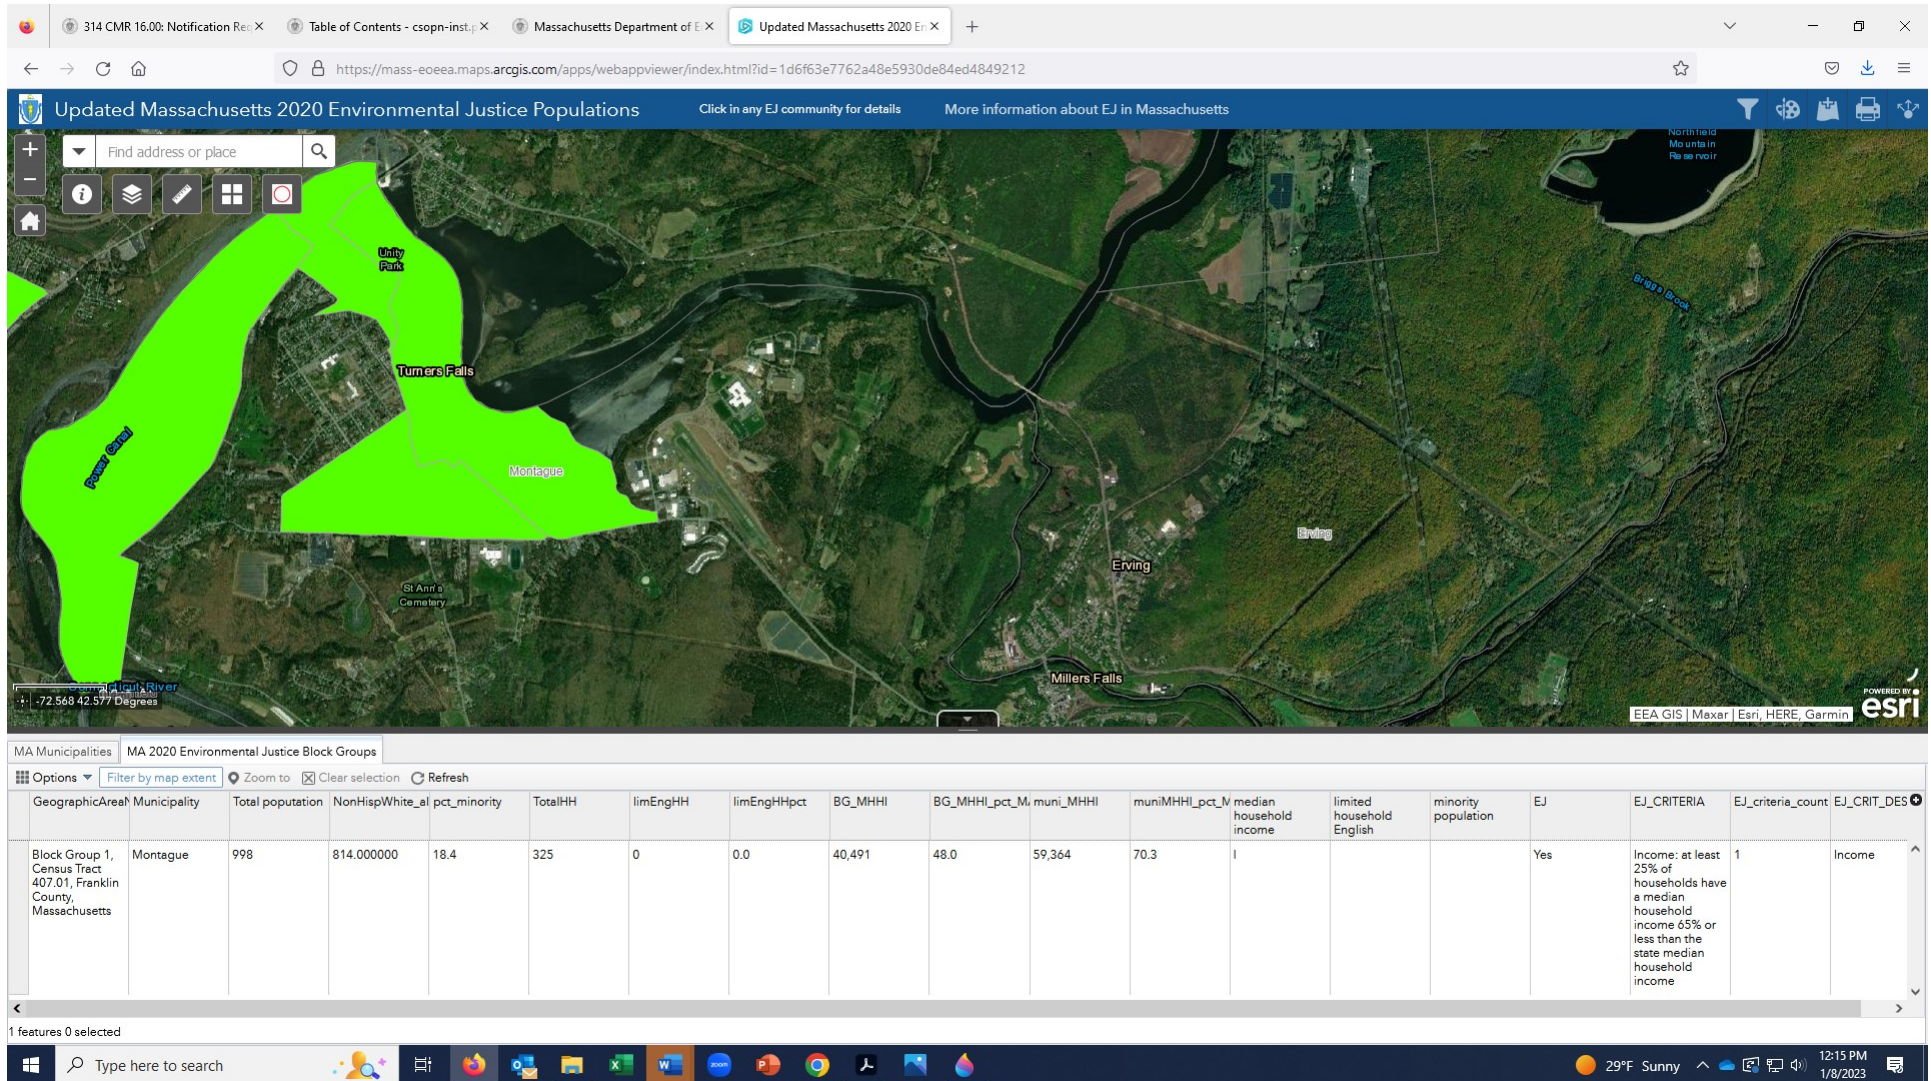 314 CMR 16.00: Notification Req
Table of Contents - csopn-inst.p
Massachusetts Department of E
Updated Massachusetts 2020 En
https://mass-eoeea.maps.arcgis.com/apps/webappviewer/index.html?id=1d6f63e7762a48e5930de84ed4849212
Updated Massachusetts 2020 Environmental Justice Populations
Click in any EJ community for details
More information about EJ in Massachusetts
Find address or place
Northfield
Mountain
Reservoir
Unity
Park
Briggs Brook
Turners Falls
Power Canal
Montague
Erving
Erving
St Ann's
Cemetery
Millers Falls
-72.568 42.577 Degrees
POWERED BY
esri
EEA GIS | Maxar | Esri, HERE, Garmin
MA Municipalities
MA 2020 Environmental Justice Block Groups
Options
Filter by map extent
Zoom to
Clear selection
Refresh
GeographicAreaN Municipality Total population NonHispWhite_al pct_minority TotalHH limEngHH limEngHHpct BG_MHHI BG_MHHI_pct_MA muni_MHHI muniMHHI_pct_M median household income limited household English minority population EJ EJ_CRITERIA EJ_criteria_count EJ_CRIT_DES
Block Group 1, Montague 998 814.000000 18.4 325 0 0.0 40,491 48.0 59,364 70.3 I Yes Income: at least 1 Income
Census Tract 25% of
407.01, Franklin households have
County, a median
Massachusetts household
income 65% or
less than the
state median
household
income
1 features 0 selected
Type here to search
zoom
29°F Sunny
12:15 PM
1/8/2023